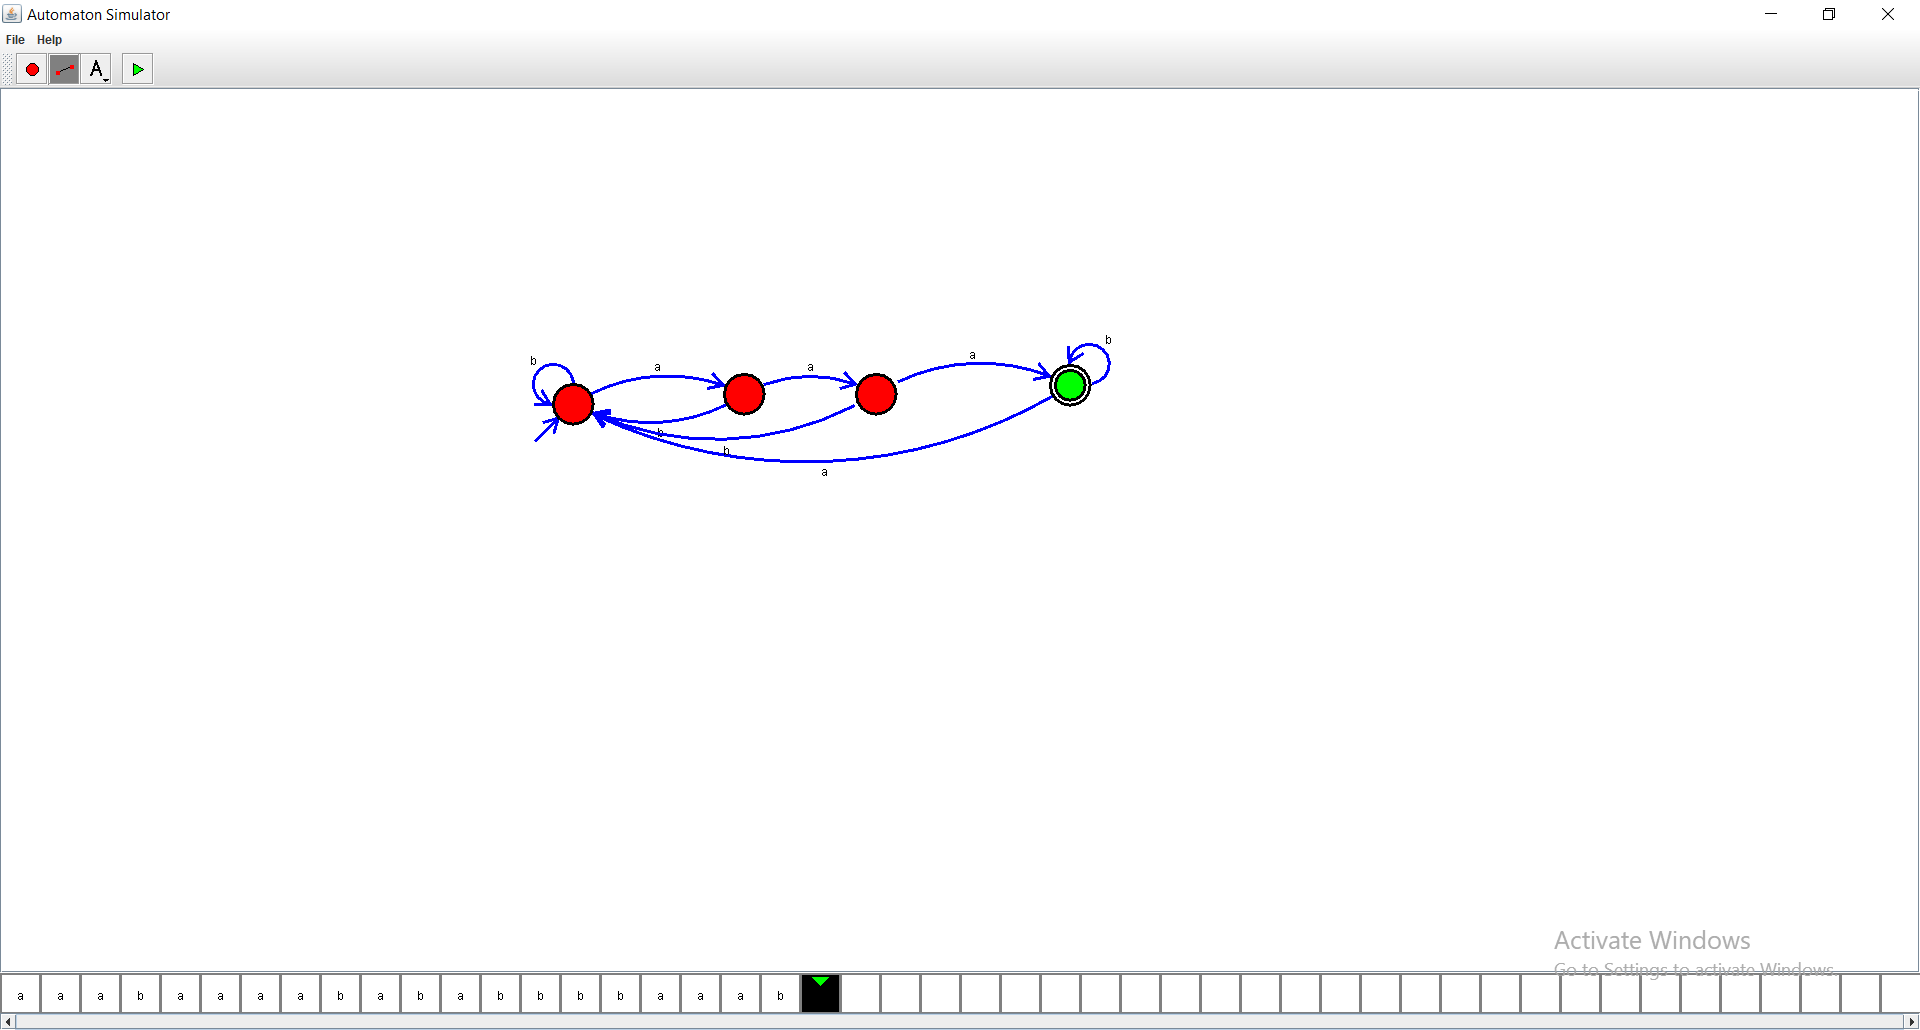 Automaton Simulator
File Help
A
b
a
a
a
b
b
b
a
Activate Windows
Go to Settings to activate Windows.
a a a b a a a a b a b a b b b b a a a b